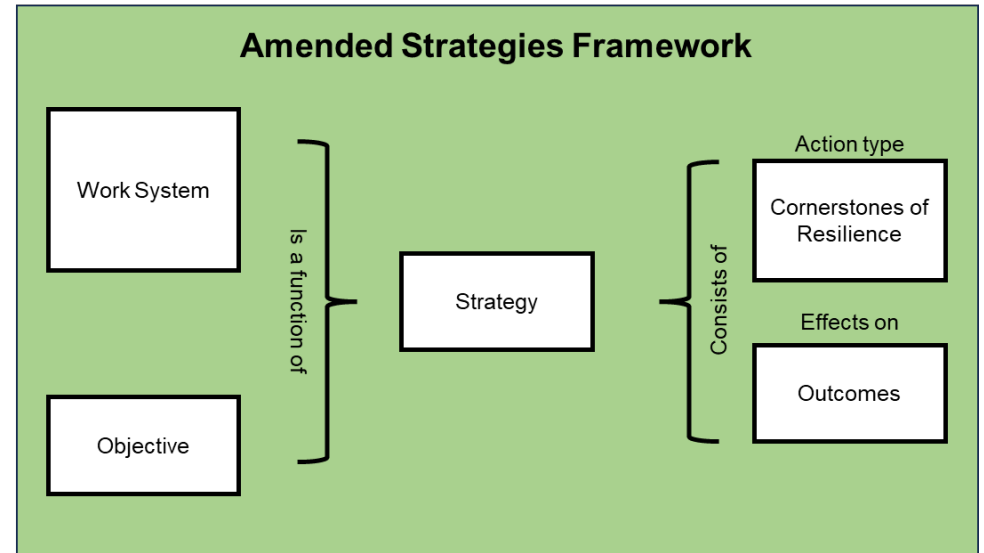 Amended Strategies Framework
Work System
Objective
Is a function of
Strategy
Consists of
Action type
Cornerstones of
Resilience
Effects on
Outcomes